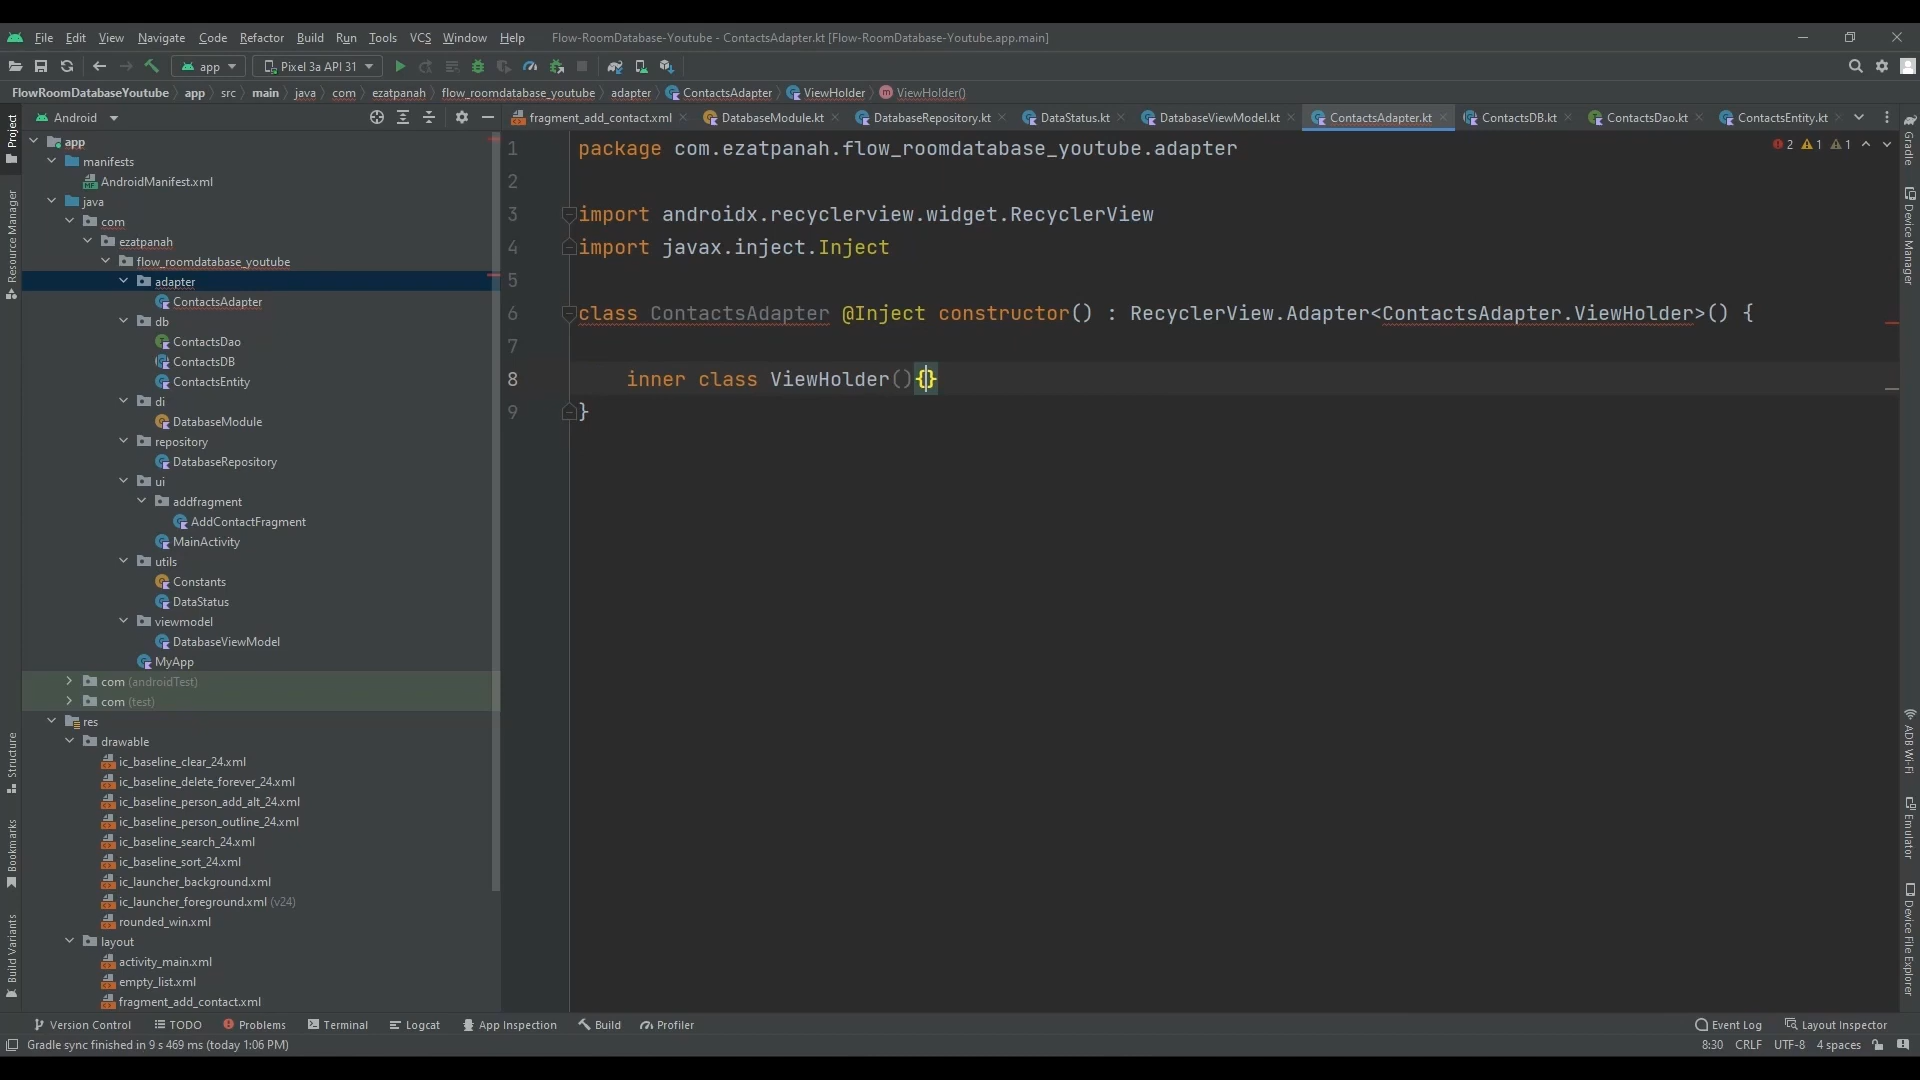 File Edit View Navigate Code Refactor Build Run Tools VCS Window Help Flow-RoomDatabase-Youtube - ContactsAdapter.kt [Flow-RoomDatabase-Youtube.app.main]
app Pixel 3a API 31
FlowRoomDatabaseYoutube app src main java com ezatpanah flow_roomdatabase_youtube adapter ContactsAdapter ViewHolder ViewHolder()
Android
fragment_add_contact.xml DatabaseModule.kt DatabaseRepository.kt DataStatus.kt DatabaseViewModel.kt ContactsAdapter.kt ContactsDB.kt ContactsDao.kt ContactsEntity.kt
Project
Resource Manager
Structure
Bookmarks
Build Variants
app
manifests
AndroidManifest.xml
java
com
ezatpanah
flow_roomdatabase_youtube
adapter
ContactsAdapter
db
ContactsDao
ContactsDB
ContactsEntity
di
DatabaseModule
repository
DatabaseRepository
ui
addfragment
AddContactFragment
MainActivity
utils
Constants
DataStatus
viewmodel
DatabaseViewModel
MyApp
com (androidTest)
com (test)
res
drawable
ic_baseline_clear_24.xml
ic_baseline_delete_forever_24.xml
ic_baseline_person_add_alt_24.xml
ic_baseline_person_outline_24.xml
ic_baseline_search_24.xml
ic_baseline_sort_24.xml
ic_launcher_background.xml
ic_launcher_foreground.xml (v24)
rounded_win.xml
layout
activity_main.xml
empty_list.xml
fragment_add_contact.xml
1 package com.ezatpanah.flow_roomdatabase_youtube.adapter
2
3 import androidx.recyclerview.widget.RecyclerView
4 import javax.inject.Inject
5
6 class ContactsAdapter @Inject constructor() : RecyclerView.Adapter<ContactsAdapter.ViewHolder>() {
7
8 inner class ViewHolder(){}
9 }
2 1 1
Gradle
Device Manager
ADB Wi-Fi
Emulator
Device File Explorer
Version Control TODO Problems Terminal Logcat App Inspection Build Profiler Event Log Layout Inspector
Gradle sync finished in 9 s 469 ms (today 1:06 PM) 8:30 CRLF UTF-8 4 spaces